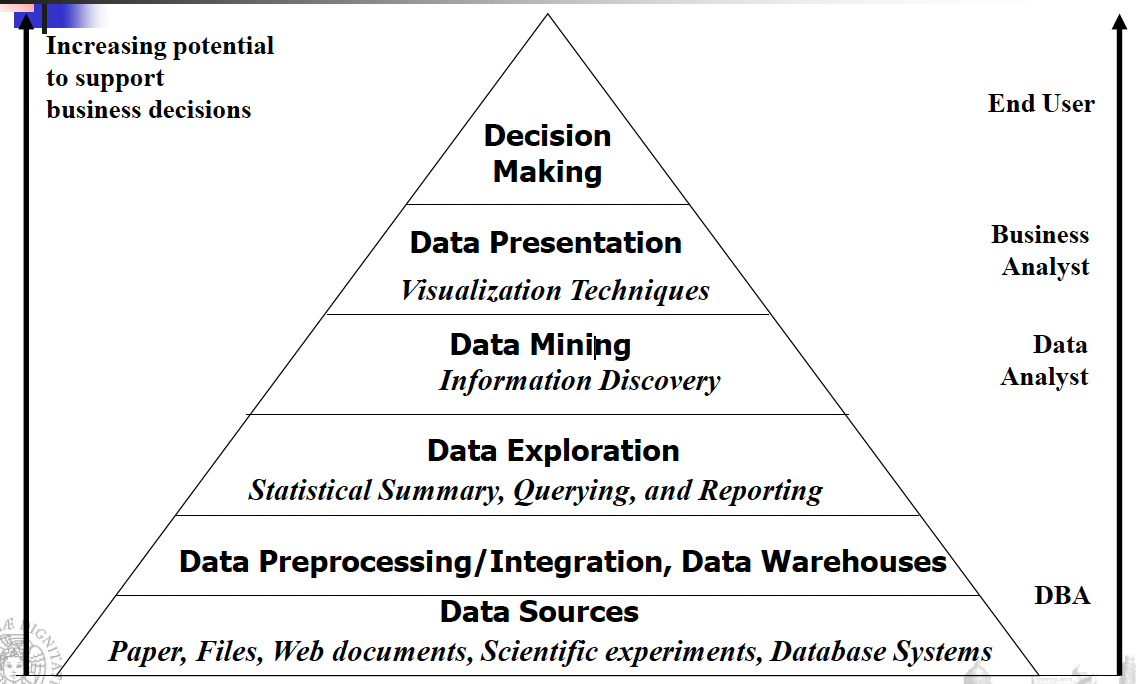 Increasing potential
to support
business decisions
End User
Decision
Making
Business
Analyst
Data Presentation
Visualization Techniques
Data
Analyst
Data Mining
Information Discovery
Data Exploration
Statistical Summary, Querying, and Reporting
Data Preprocessing/Integration, Data Warehouses
DBA
Data Sources
Paper, Files, Web documents, Scientific experiments, Database Systems